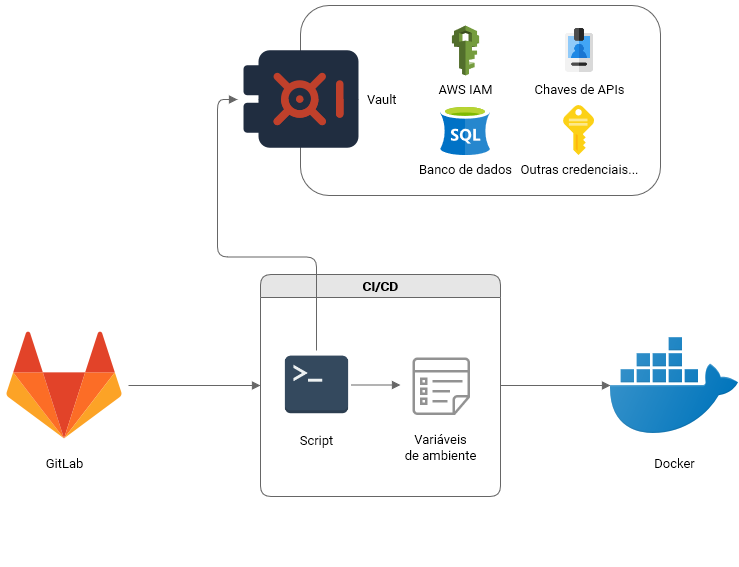 AWS IAM
Chaves de APIs
Vault
SQL
Banco de dados
Outras credenciais...
CI/CD
Script
Variáveis
de ambiente
GitLab
Docker